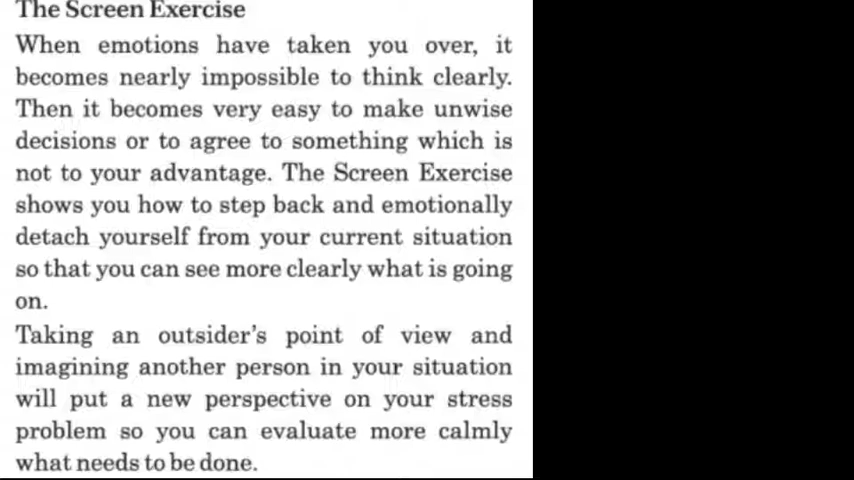 The Screen Exercise
When emotions have taken you over, it
becomes nearly impossible to think clearly.
Then it becomes very easy to make unwise
decisions or to agree to something which is
not to your advantage. The Screen Exercise
shows you how to step back and emotionally
detach yourself from your current situation
so that you can see more clearly what is going
on.
Taking an outsider's point of view and
imagining another person in your situation
will put a new perspective on your stress
problem so you can evaluate more calmly
what needs to be done.